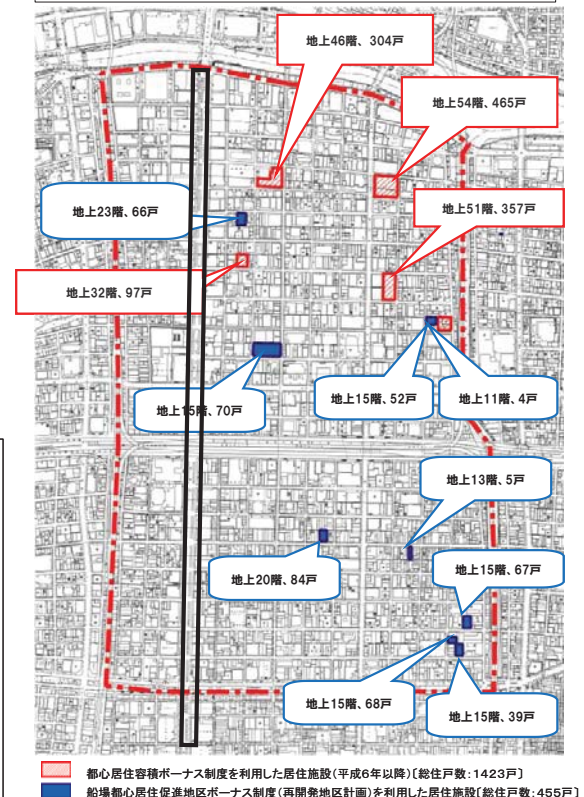 地上46階、304戸
地上54階、465戸
地上23階、66戸
地上51階、357戸
地上32階、97戸
地上15階、70戸
地上15階、52戸
地上11階、4戸
地上13階、5戸
地上20階、84戸
地上15階、67戸
地上15階、68戸
地上15階、39戸
都心居住容積ボーナス制度を利用した居住施設(平成6年以降)〔総住戸数:1423戸〕
船場都心居住促進地区ボーナス制度(再開発地区計画)を利用した居住施設〔総住戸数:455戸〕